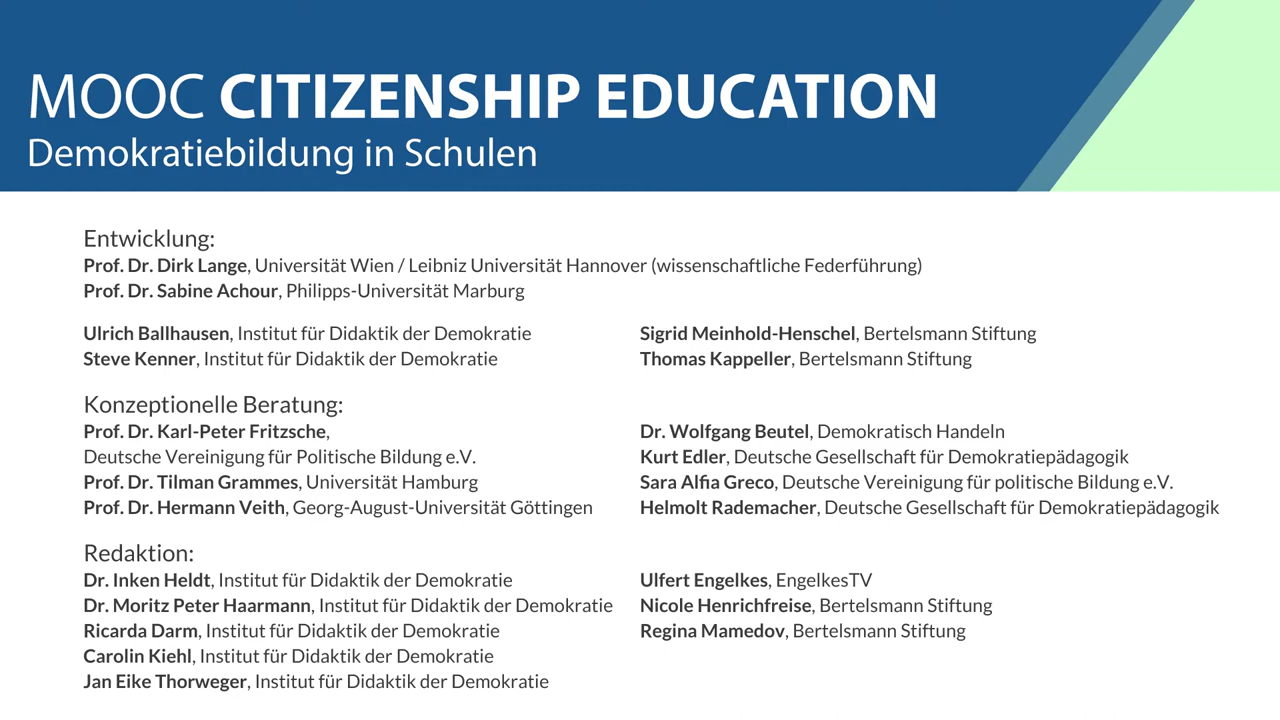 MOOC CITIZENSHIP EDUCATION
Demokratiebildung in Schulen
Entwicklung:
Prof. Dr. Dirk Lange, Universität Wien / Leibniz Universität Hannover (wissenschaftliche Federführung)
Prof. Dr. Sabine Achour, Philipps-Universität Marburg
Ulrich Ballhausen, Institut für Didaktik der Demokratie
Steve Kenner, Institut für Didaktik der Demokratie
Sigrid Meinhold-Henschel, Bertelsmann Stiftung
Thomas Kappeller, Bertelsmann Stiftung
Konzeptionelle Beratung:
Prof. Dr. Karl-Peter Fritzsche,
Deutsche Vereinigung für Politische Bildung e.V.
Prof. Dr. Tilman Grammes, Universität Hamburg
Prof. Dr. Hermann Veith, Georg-August-Universität Göttingen
Dr. Wolfgang Beutel, Demokratisch Handeln
Kurt Edler, Deutsche Gesellschaft für Demokratiepädagogik
Sara Alfia Greco, Deutsche Vereinigung für politische Bildung e.V.
Helmolt Rademacher, Deutsche Gesellschaft für Demokratiepädagogik
Redaktion:
Dr. Inken Heldt, Institut für Didaktik der Demokratie
Dr. Moritz Peter Haarmann, Institut für Didaktik der Demokratie
Ricarda Darm, Institut für Didaktik der Demokratie
Carolin Kiehl, Institut für Didaktik der Demokratie
Jan Eike Thorweger, Institut für Didaktik der Demokratie
Ulfert Engelkes, EngelkesTV
Nicole Henrichfreise, Bertelsmann Stiftung
Regina Mamedov, Bertelsmann Stiftung